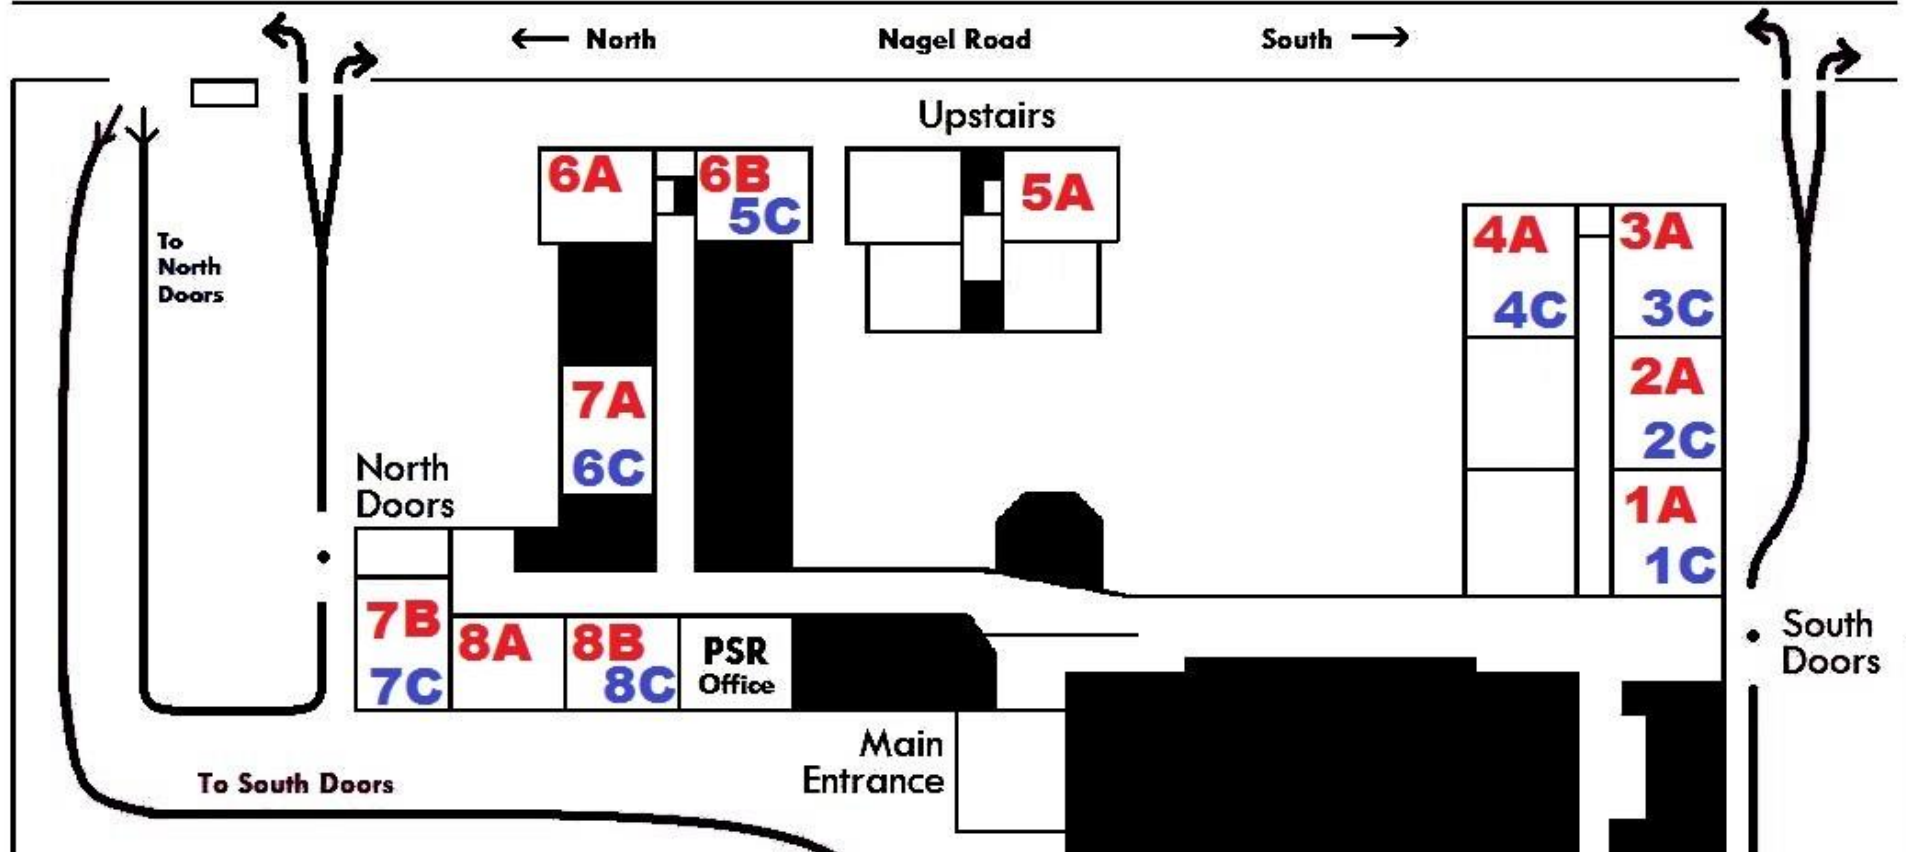 ← North
Nagel Road
South →
Upstairs
6A
6B
5C
5A
4A
4C
3A
3C
To
North
Doors
7A
6C
2A
2C
North
Doors
1A
1C
7B
7C
8A
8B
8C
PSR
Office
South
Doors
Main
Entrance
To South Doors